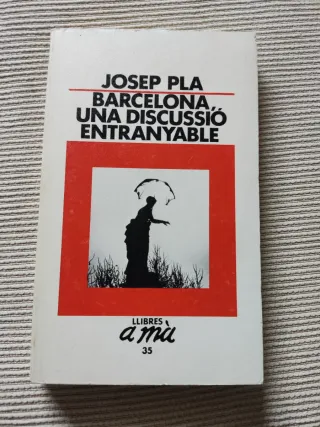 JOSEP PLA
BARCELONA,
UNA DISCUSSIÓ
ENTRANYABLE
LLIBRES
a mà
35